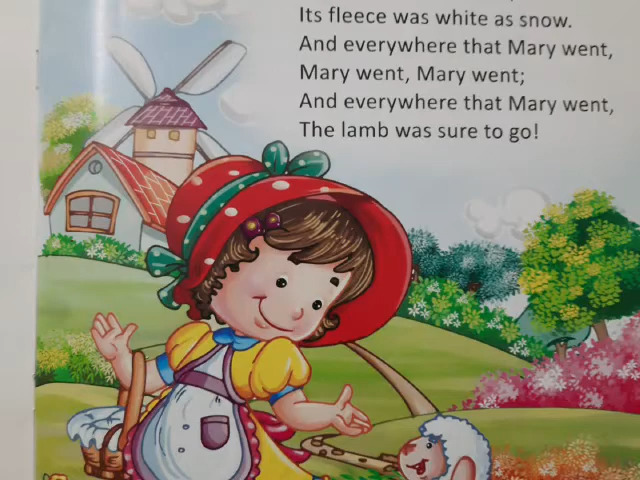 Its fleece was white as snow.
And everywhere that Mary went,
Mary went, Mary went;
And everywhere that Mary went,
The lamb was sure to go!